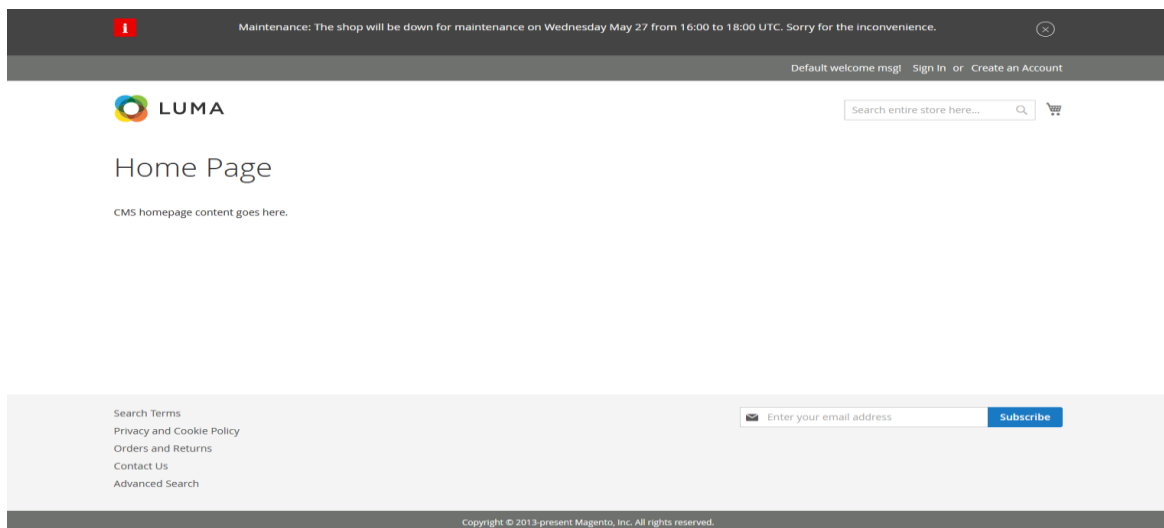 i
Maintenance: The shop will be down for maintenance on Wednesday May 27 from 16:00 to 18:00 UTC. Sorry for the inconvenience.
Default welcome msg! Sign In or Create an Account
LUMA
Search entire store here...
Home Page
CMS homepage content goes here.
Search Terms
Privacy and Cookie Policy
Orders and Returns
Contact Us
Advanced Search
Enter your email address
Subscribe
Copyright © 2013-present Magento, Inc. All rights reserved.